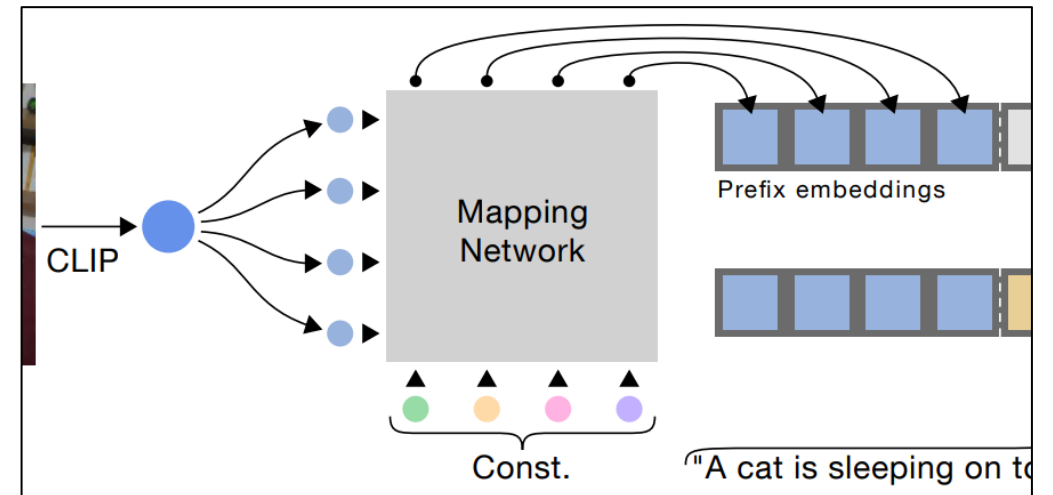 CLIP
Mapping
Network
Prefix embeddings
Const.
"A cat is sleeping on